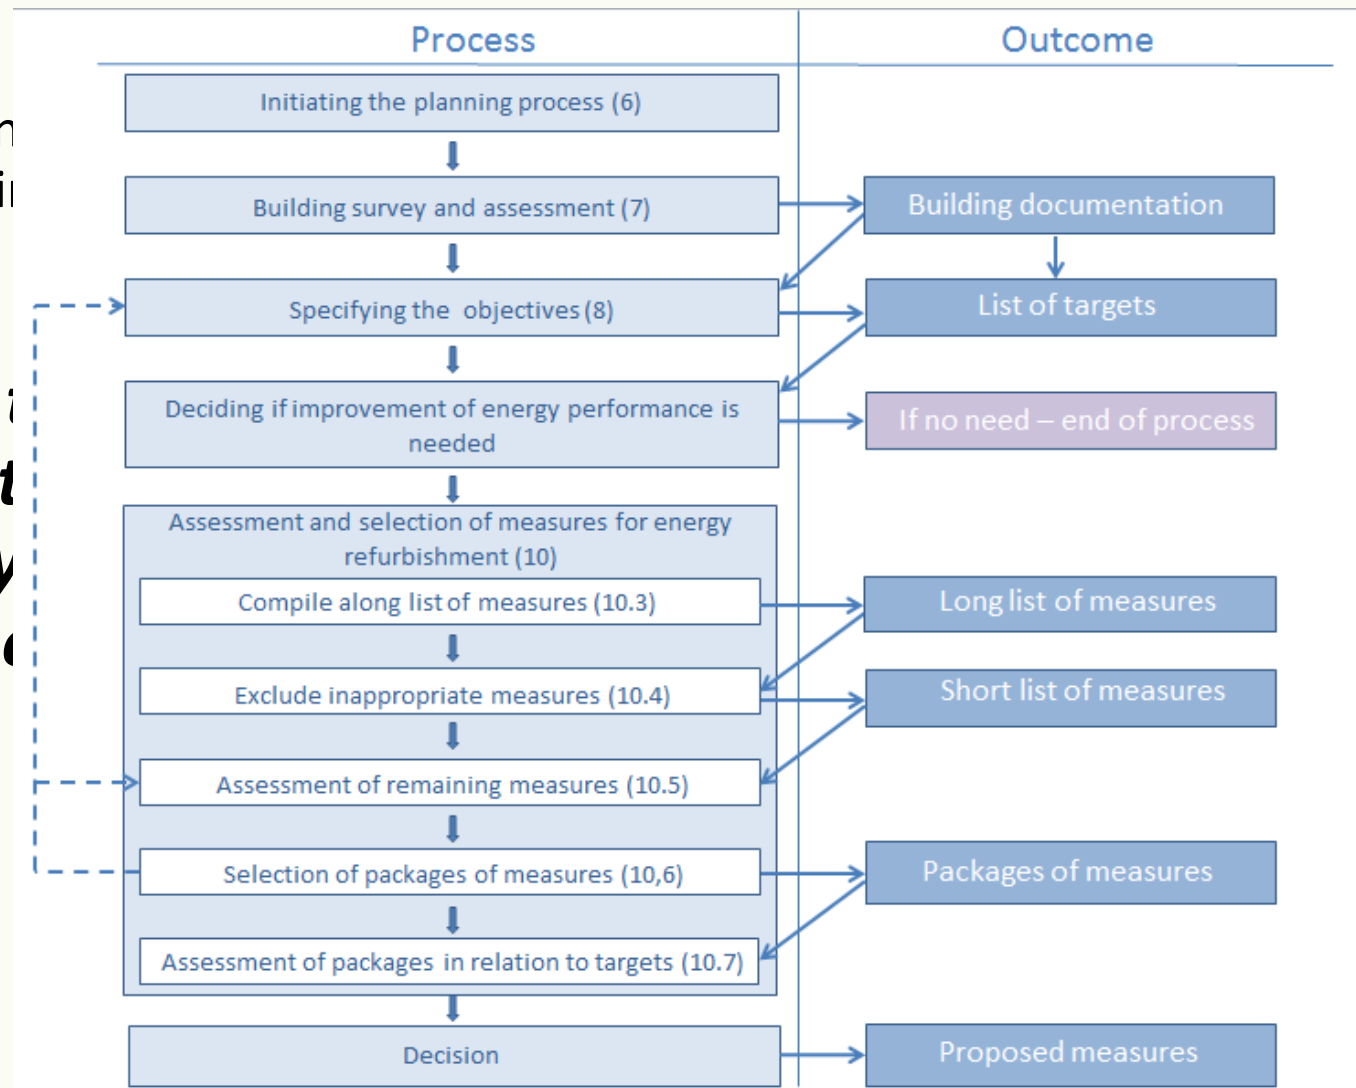 Process
Outcome
Initiating the planning process (6)
Building survey and assessment (7)
Building documentation
Specifying the objectives (8)
List of targets
Deciding if improvement of energy performance is
needed
If no need – end of process
Assessment and selection of measures for energy
refurbishment (10)
Compile along list of measures (10.3)
Long list of measures
Exclude inappropriate measures (10.4)
Short list of measures
Assessment of remaining measures (10.5)
Selection of packages of measures (10,6)
Packages of measures
Assessment of packages in relation to targets (10.7)
Decision
Proposed measures